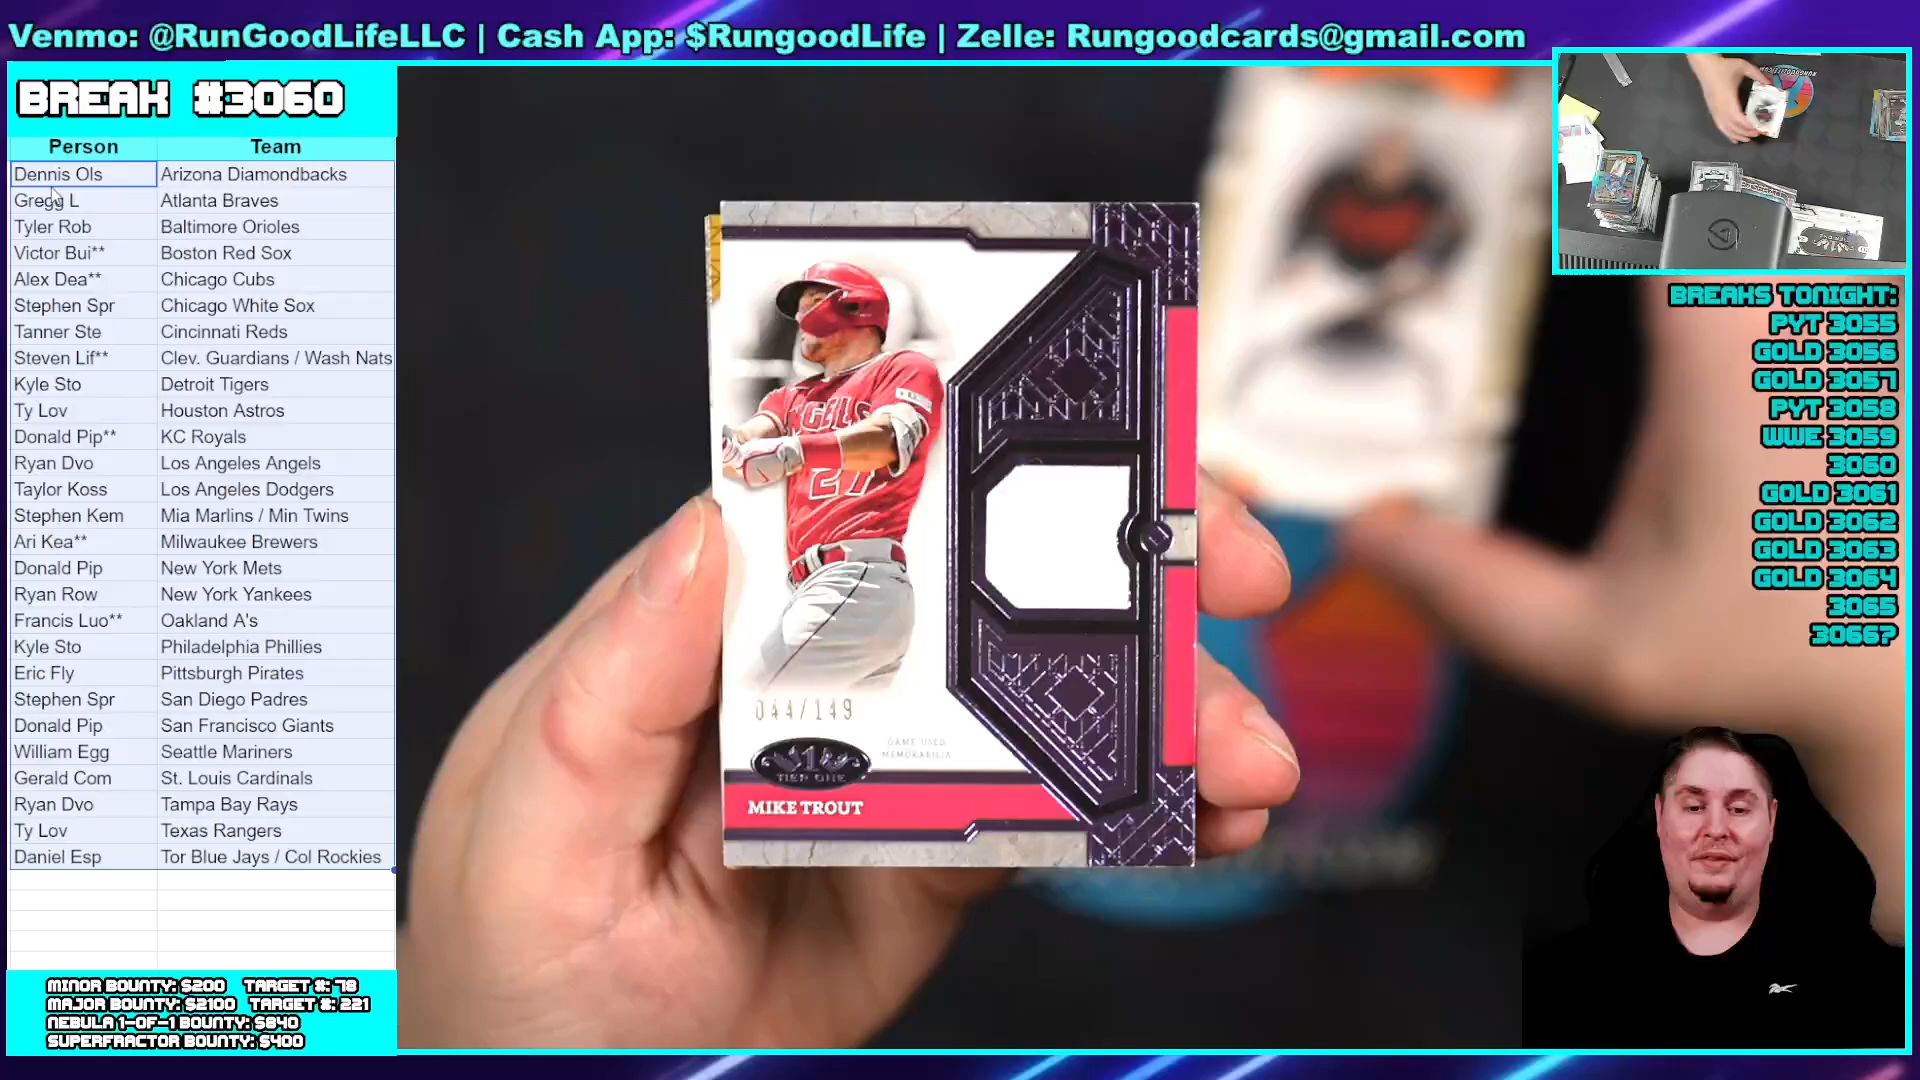 Venmo: @RunGoodLifeLLC | Cash App: $RungoodLife | Zelle: Rungoodcards@gmail.com
BREAK #3060
Person Team
Dennis Ols Arizona Diamondbacks
Gregg L Atlanta Braves
Tyler Rob Baltimore Orioles
Victor Bui** Boston Red Sox
Alex Dea** Chicago Cubs
Stephen Spr Chicago White Sox
Tanner Ste Cincinnati Reds
Steven Lif** Clev. Guardians / Wash Nats
Kyle Sto Detroit Tigers
Ty Lov Houston Astros
Donald Pip** KC Royals
Ryan Dvo Los Angeles Angels
Taylor Koss Los Angeles Dodgers
Stephen Kem Mia Marlins / Min Twins
Ari Kea** Milwaukee Brewers
Donald Pip New York Mets
Ryan Row New York Yankees
Francis Luo** Oakland A's
Kyle Sto Philadelphia Phillies
Eric Fly Pittsburgh Pirates
Stephen Spr San Diego Padres
Donald Pip San Francisco Giants
William Egg Seattle Mariners
Gerald Com St. Louis Cardinals
Ryan Dvo Tampa Bay Rays
Ty Lov Texas Rangers
Daniel Esp Tor Blue Jays / Col Rockies
MINOR BOUNTY: $200 TARGET #: 78
MAJOR BOUNTY: $2100 TARGET #: 221
NEBULA 1-OF-1 BOUNTY: $840
SUPERFRACTOR BOUNTY: $400
ANGELS
27
044/149
GAME USED
MEMORABILIA
1
TIER ONE
MIKE TROUT
BREAKS TONIGHT:
PYT 3055
GOLD 3056
GOLD 3057
PYT 3058
WWE 3059
3060
GOLD 3061
GOLD 3062
GOLD 3063
GOLD 3064
3065
3066?